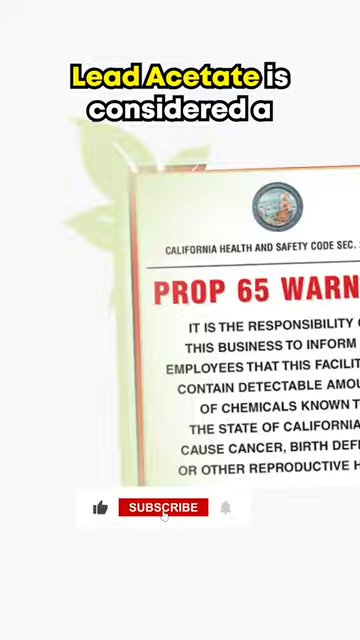 Lead Acetate is
considered a
CALIFORNIA HEALTH AND SAFETY CODE SEC.
PROP 65 WARN
IT IS THE RESPONSIBILITY
THIS BUSINESS TO INFORM
EMPLOYEES THAT THIS FACILIT
CONTAIN DETECTABLE AMOU
OF CHEMICALS KNOWN T
THE STATE OF CALIFORNIA
CAUSE CANCER, BIRTH DEF
OR OTHER REPRODUCTIVE H
SUBSCRIBE